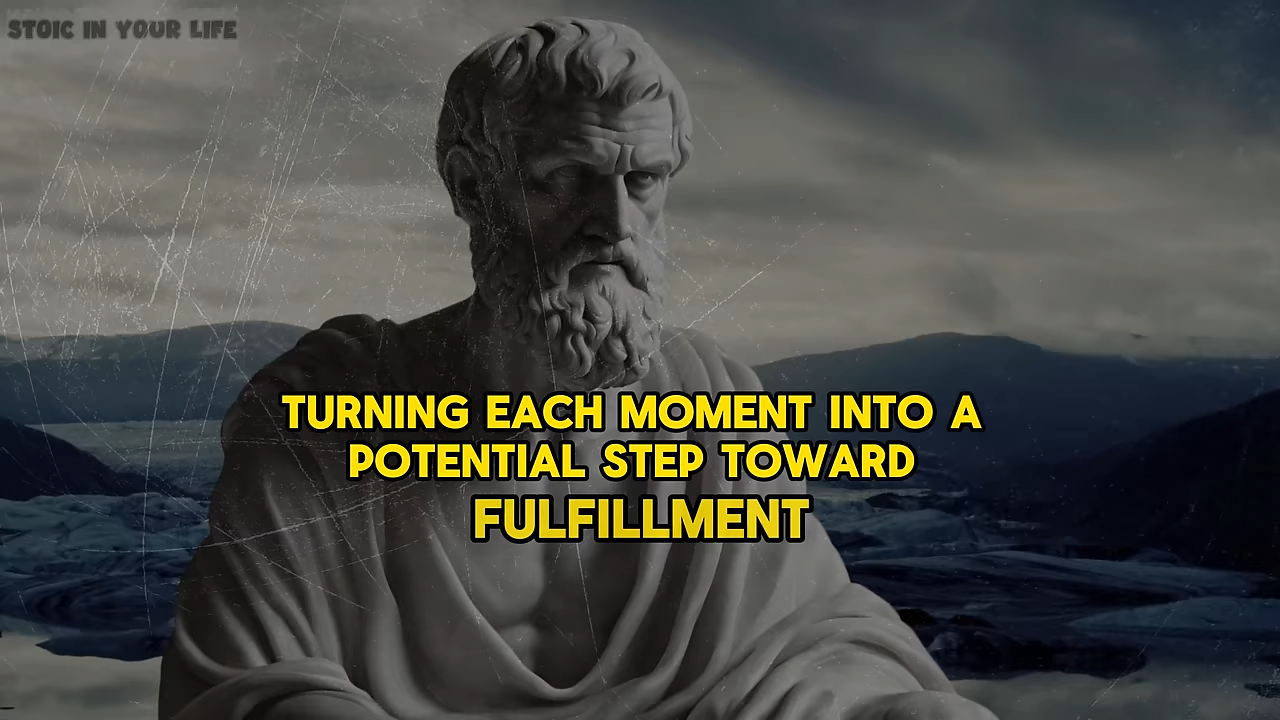 STOIC IN YOUR LIFE
TURNING EACH MOMENT INTO A
POTENTIAL STEP TOWARD
FULFILLMENT